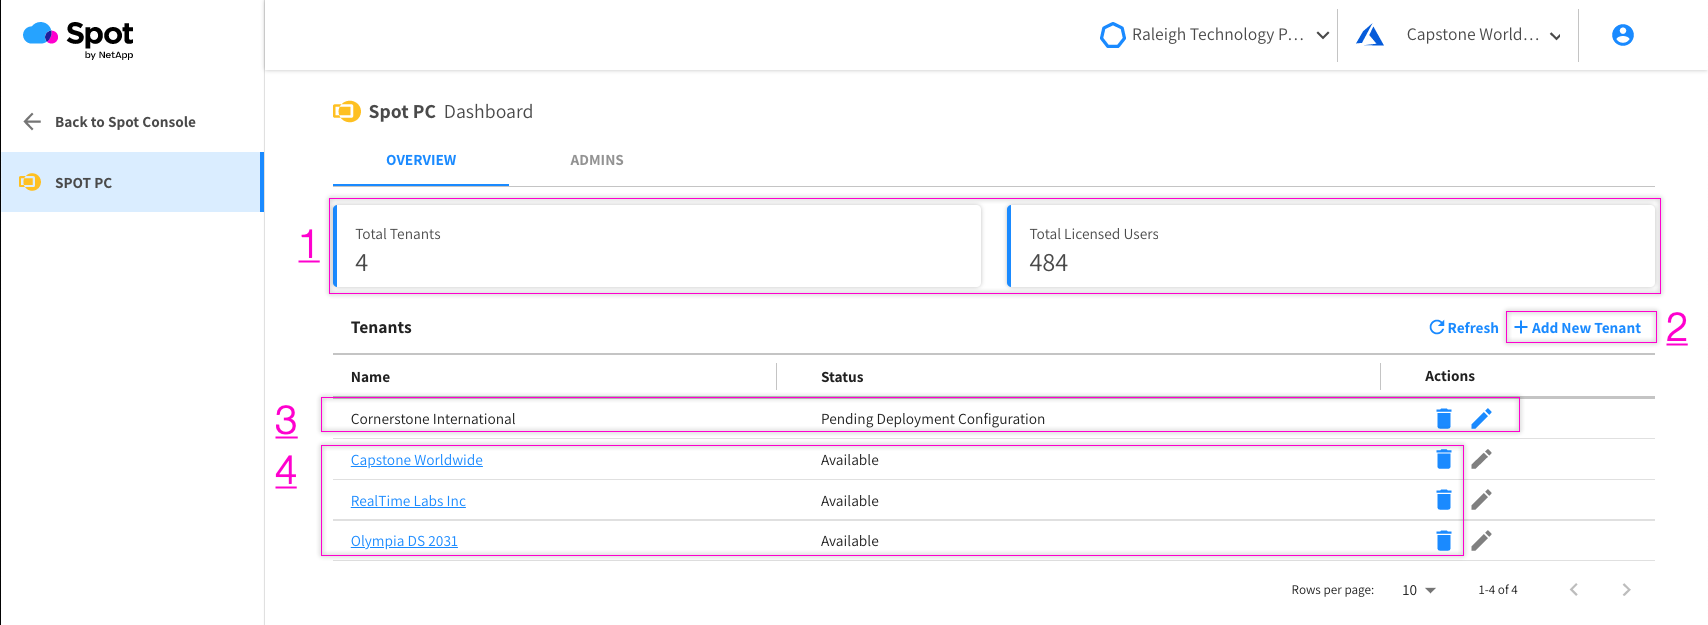 Spot
by NetApp
Raleigh Technology P...
Capstone World...
Back to Spot Console
SPOT PC
Spot PC Dashboard
OVERVIEW ADMINS
1
Total Tenants
4
Total Licensed Users
484
Tenants
Refresh
+ Add New Tenant
2
Name Status Actions
3
Cornerstone International Pending Deployment Configuration
4
Capstone Worldwide Available
RealTime Labs Inc Available
Olympia DS 2031 Available
Rows per page: 10 1-4 of 4